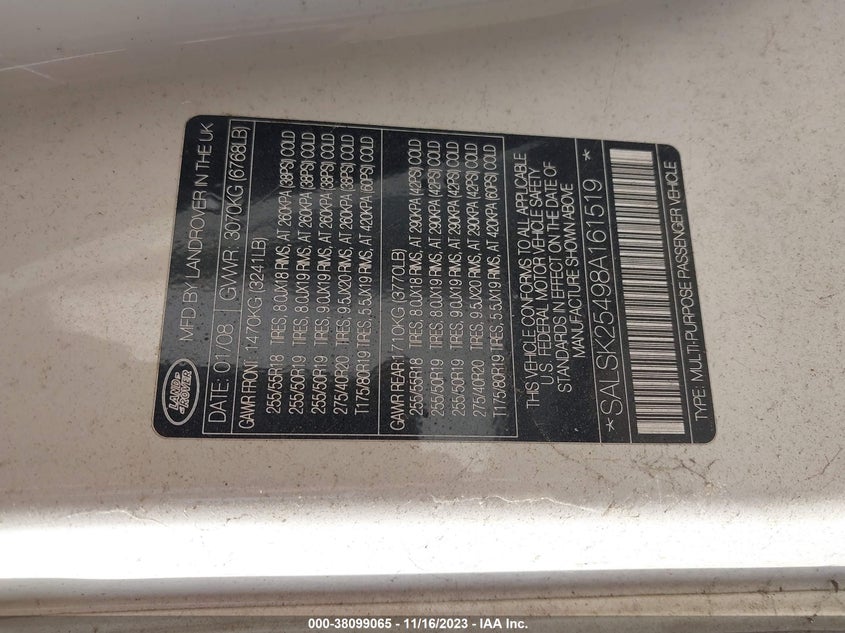 LAND-
ROVER
MFD BY LANDROVER IN THE UK
DATE: 01/08 | GVWR: 3070KG (6768LB)
GAWR FRONT: 1470KG (3241LB)
255/55R18 TIRES, 8.0JX18 RIMS, AT 260KPA (38PSI) COLD
255/50R19 TIRES, 8.0JX19 RIMS, AT 260KPA (38PSI) COLD
255/50R19 TIRES, 9.0JX19 RIMS, AT 260KPA (38PSI) COLD
275/40R20 TIRES, 9.5JX20 RIMS, AT 260KPA (38PSI) COLD
T175/80R19 TIRES, 5.5JX19 RIMS, AT 420KPA (60PSI) COLD
GAWR REAR: 1710KG (3770LB)
255/55R18 TIRES, 8.0JX18 RIMS, AT 290KPA (42PSI) COLD
255/50R19 TIRES, 8.0JX19 RIMS, AT 290KPA (42PSI) COLD
255/50R19 TIRES, 9.0JX19 RIMS, AT 290KPA (42PSI) COLD
275/40R20 TIRES, 9.5JX20 RIMS, AT 290KPA (42PSI) COLD
T175/80R19 TIRES, 5.5JX19 RIMS, AT 420KPA (60PSI) COLD
THIS VEHICLE CONFORMS TO ALL APPLICABLE
U.S. FEDERAL MOTOR VEHICLE SAFETY
STANDARDS IN EFFECT ON THE DATE OF
MANUFACTURE SHOWN ABOVE
*SALSK25498A161519*
TYPE: MULTI-PURPOSE PASSENGER VEHICLE
000-38099065 - 11/16/2023 - IAA Inc.